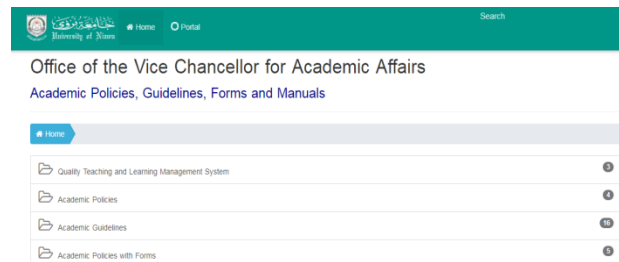 جامعة نزوى
University of Nizwa
Home
Portal
Search
Office of the Vice Chancellor for Academic Affairs
Academic Policies, Guidelines, Forms and Manuals
Home
Quality Teaching and Learning Management System 3
Academic Policies 4
Academic Guidelines 16
Academic Policies with Forms 5